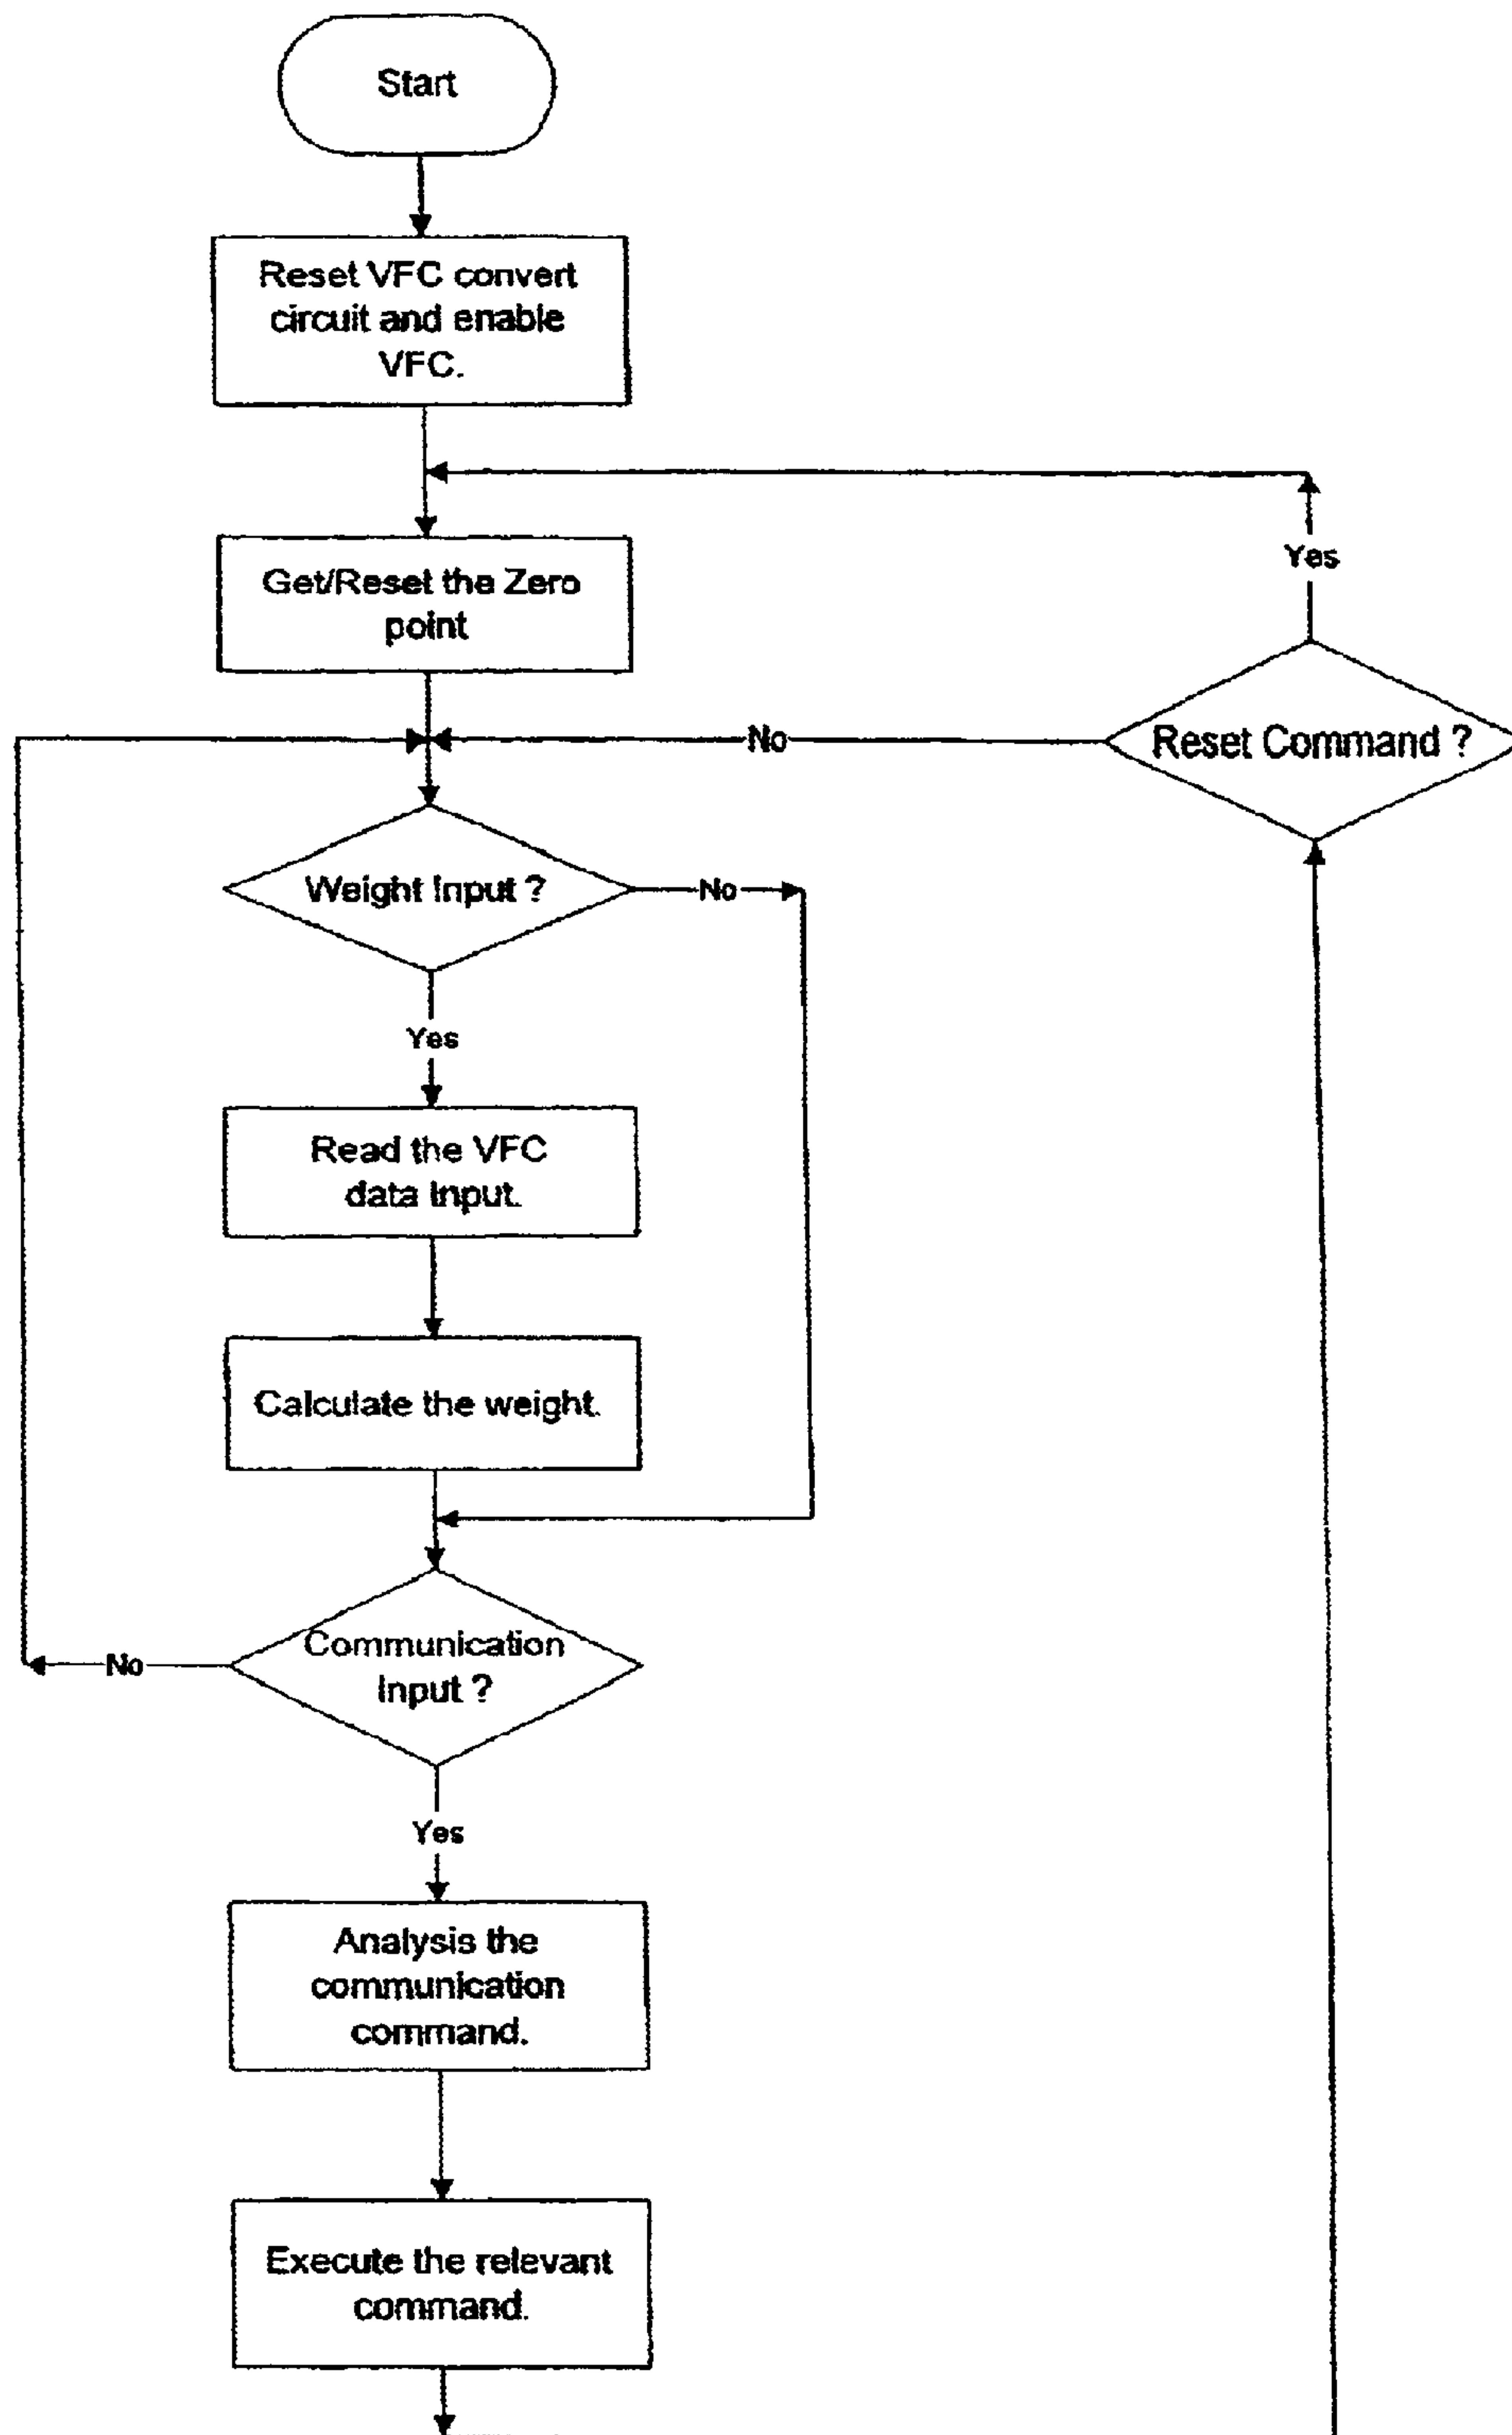 Start
Reset VFC convert
circuit and enable
VFC.
Yes
Get/Reset the Zero
point
No
Reset Command ?
Weight Input ?
No
Yes
Read the VFC
data Input.
Calculate the weight.
Communication
Input ?
No
Yes
Analysis the
communication
command.
Execute the relevant
command.